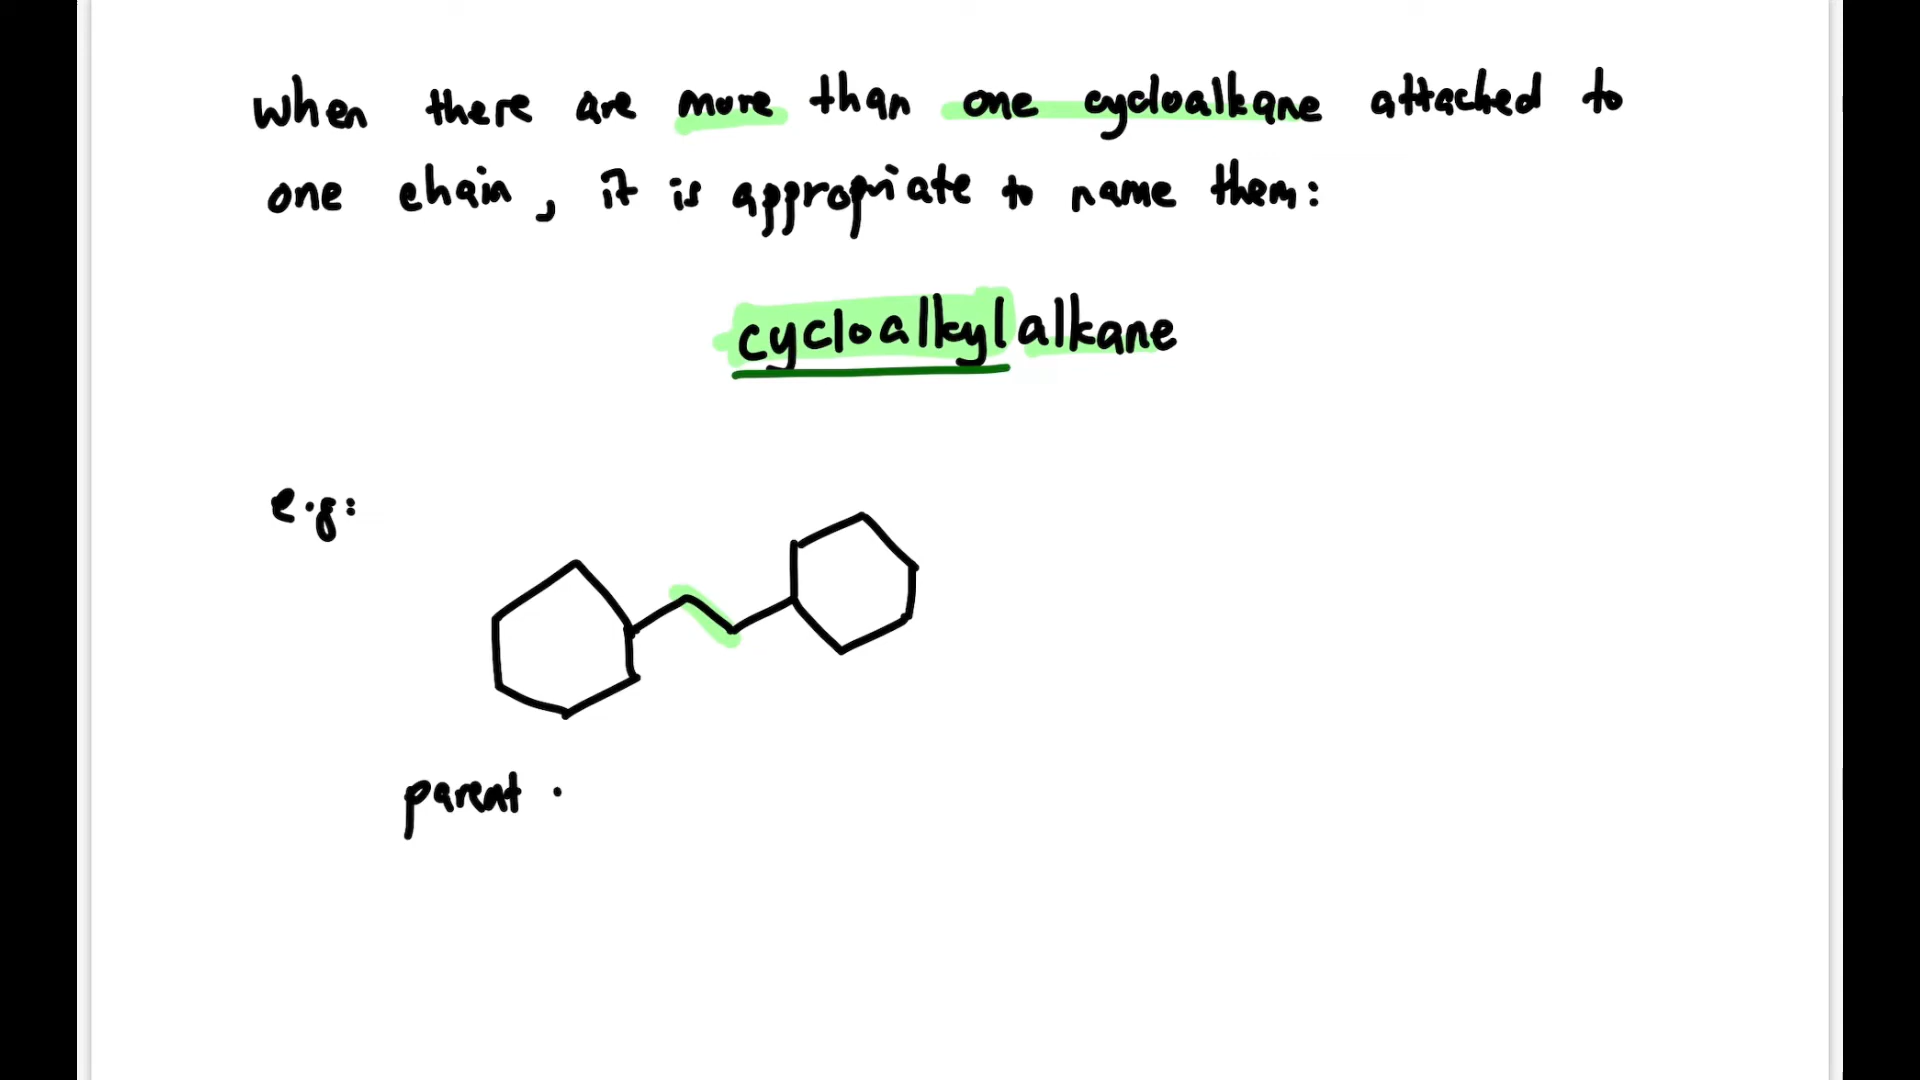 When there are more than one cycloalkane attached to
one chain, it is appropriate to name them:
cycloalkylalkane
e.g:
parent .